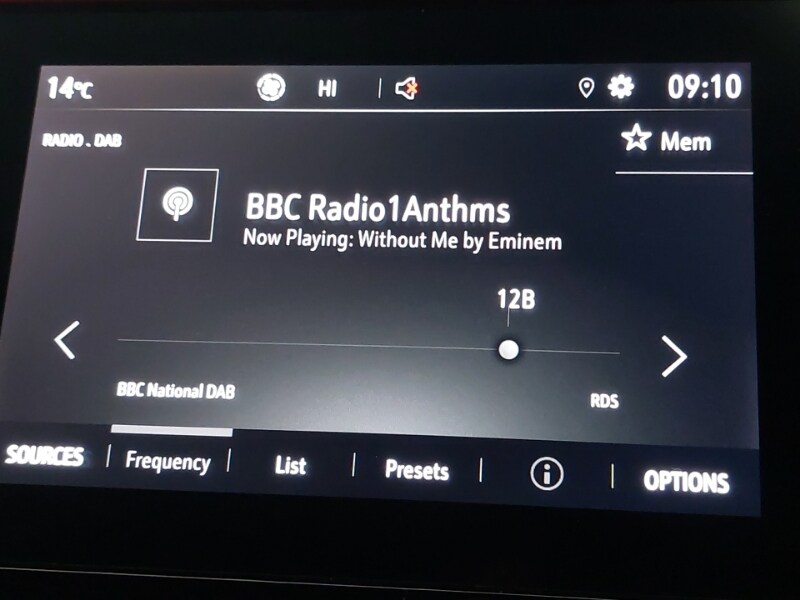 14°C HI 09:10
RADIO . DAB
Mem
BBC Radio1Anthms
Now Playing: Without Me by Eminem
12B
BBC National DAB
RDS
SOURCES Frequency List Presets i OPTIONS